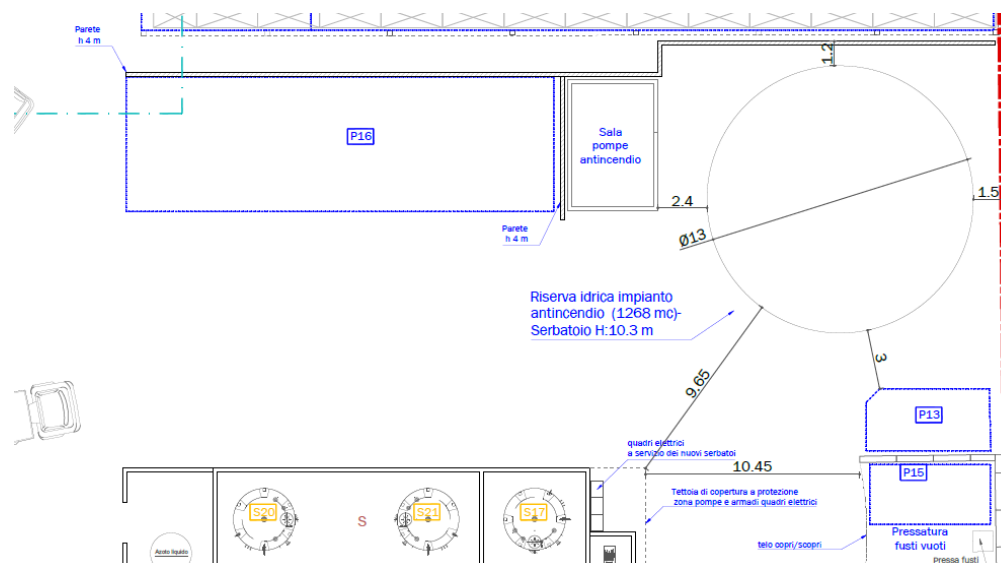 Parete
h 4 m
1.2
P16
Sala
pompe
antincendio
2.4
1.5
Ø13
Parete
h 4 m
Riserva idrica impianto
antincendio (1268 mc)-
Serbatoio H:10.3 m
3
9.65
P13
quadri elettrici
a servizio dei nuovi serbatoi
10.45
P15
Tettoia di copertura a protezione
zona pompe e armadi quadri elettrici
S20
S
S21
S17
Pressatura
fusti vuoti
telo copri/scopri
Azoto liquido
Pressa fusti